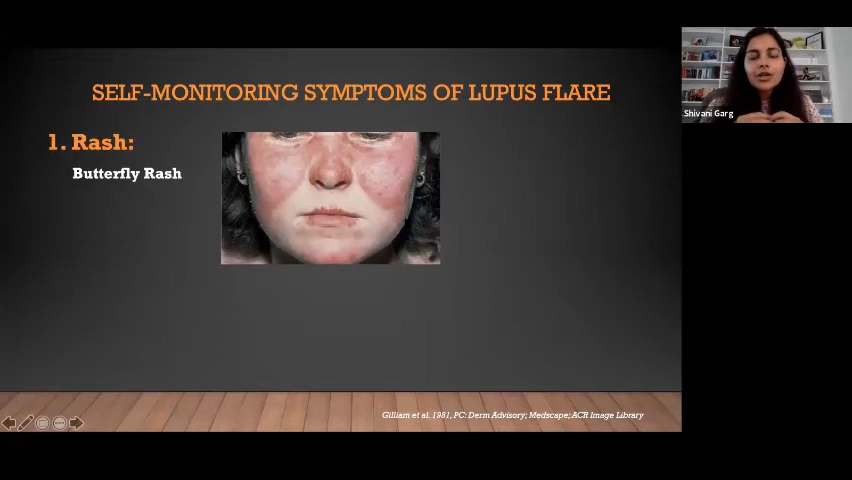 SELF-MONITORING SYMPTOMS OF LUPUS FLARE
1. Rash:
Butterfly Rash
Gilliam et al. 1981, PC: Derm Advisory; Medscape; ACR Image Library
Shivani Garg